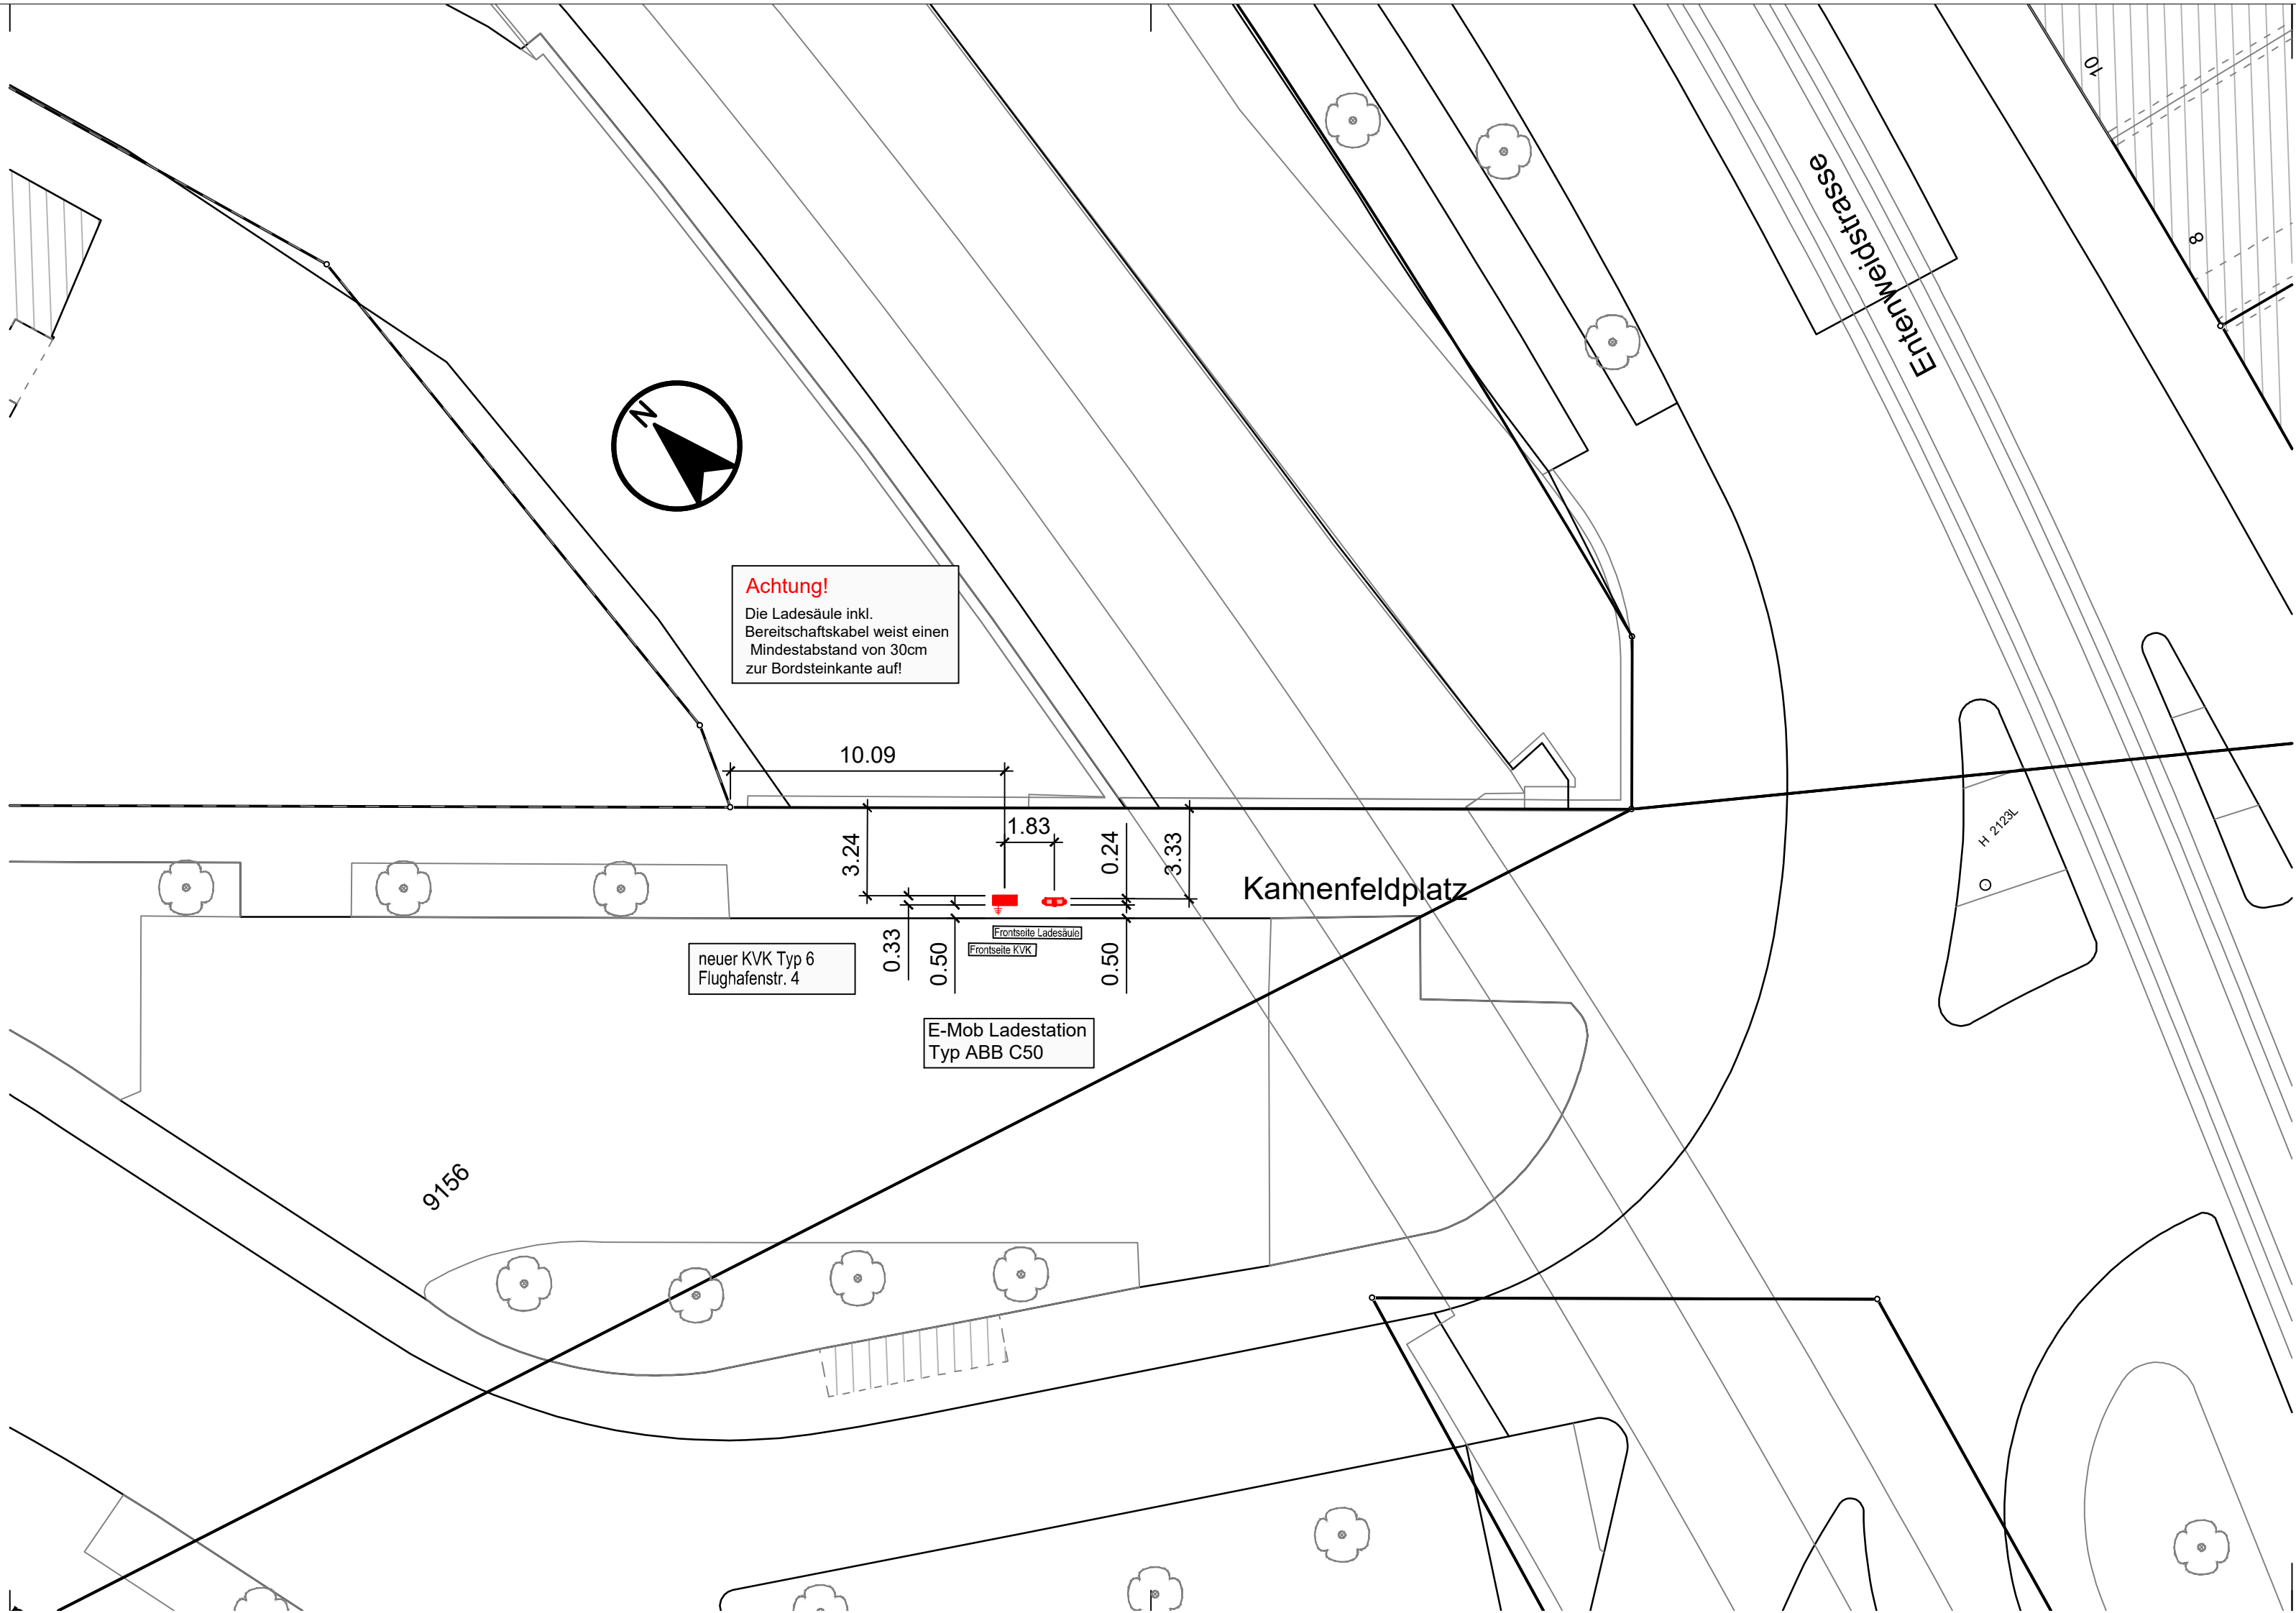 10
Entenweidstrasse
8
N
Achtung!
Die Ladesäule inkl.
Bereitschaftskabel weist einen
Mindestabstand von 30cm
zur Bordsteinkante auf!
10.09
1.83
3.24
0.24
3.33
H 2123L
Kannenfeldplatz
Frontseite Ladesäule
Frontseite KVK
0.33
0.50
0.50
neuer KVK Typ 6
Flughafenstr. 4
E-Mob Ladestation
Typ ABB C50
9156